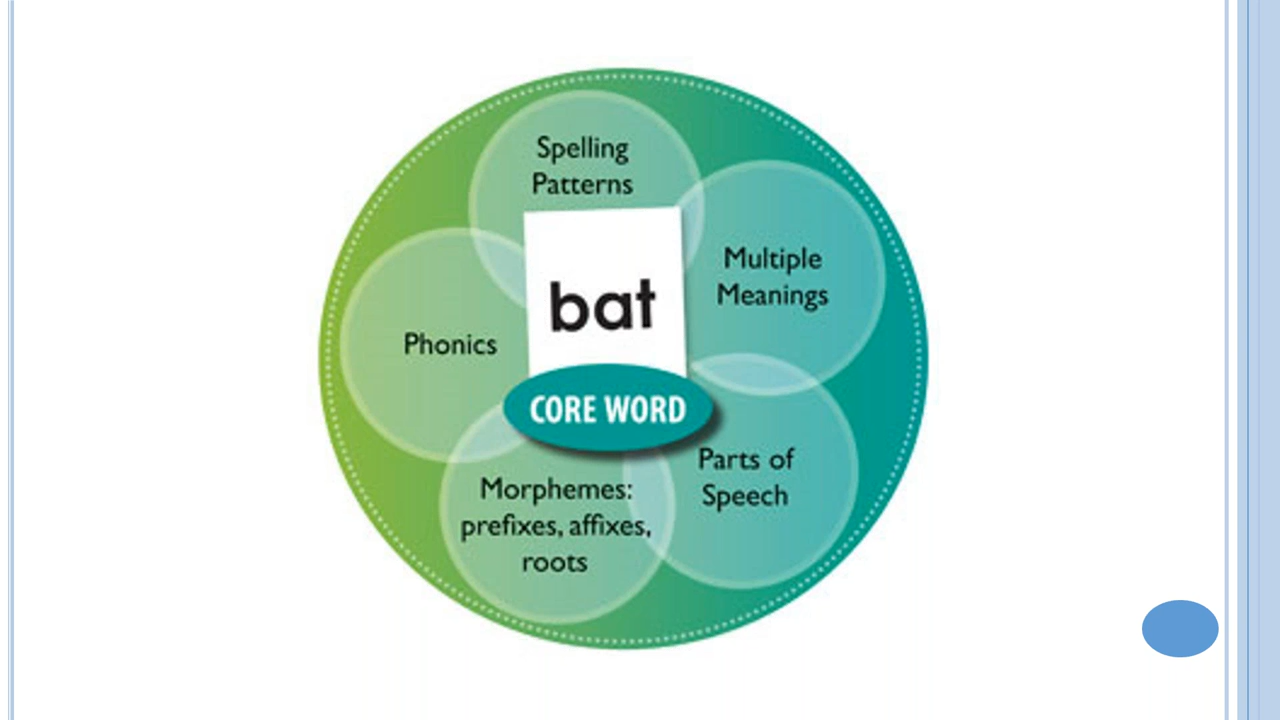 Spelling
Patterns
Multiple
Meanings
bat
Phonics
CORE WORD
Parts of
Speech
Morphemes:
prefixes, affixes,
roots